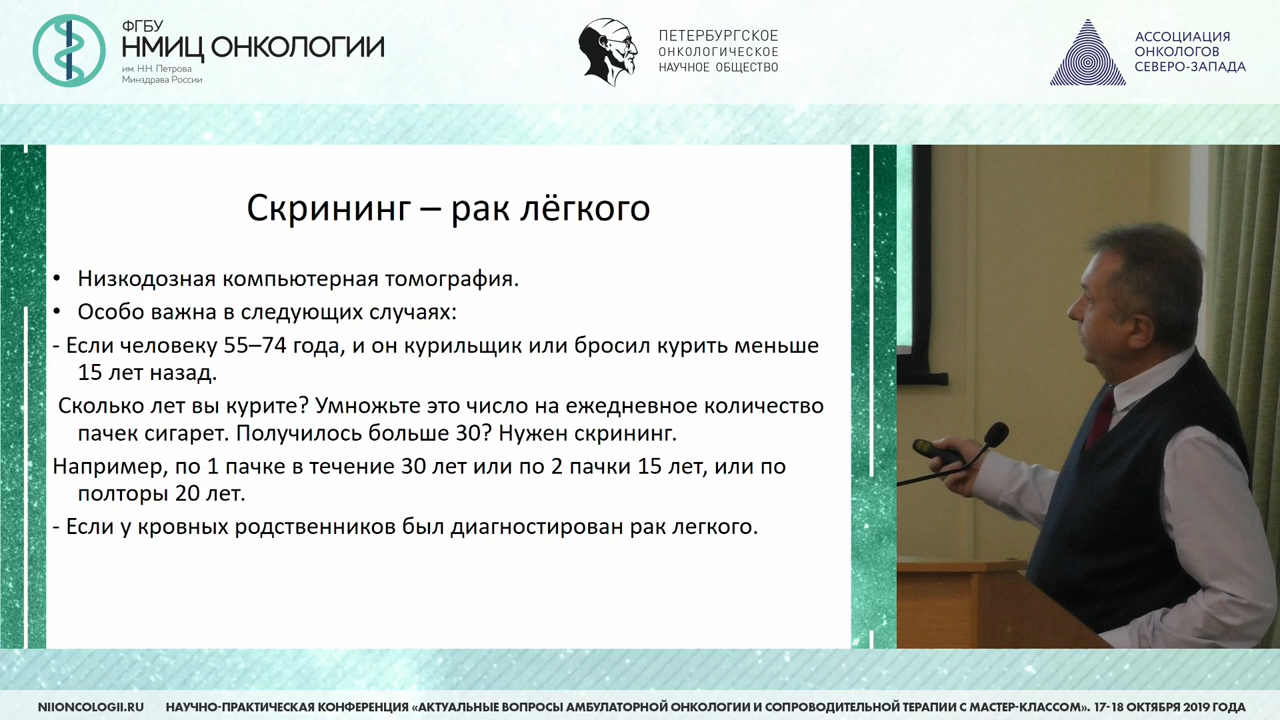 ФГБУ
НМИЦ ОНКОЛОГИИ
им. Н.Н. Петрова
Минздрава России
ПЕТЕРБУРГСКОЕ
ОНКОЛОГИЧЕСКОЕ
НАУЧНОЕ ОБЩЕСТВО
АССОЦИАЦИЯ
ОНКОЛОГОВ
СЕВЕРО-ЗАПАДА
Скрининг – рак лёгкого
• Низкодозная компьютерная томография.
• Особо важна в следующих случаях:
- Если человеку 55–74 года, и он курильщик или бросил курить меньше
15 лет назад.
Сколько лет вы курите? Умножьте это число на ежедневное количество
пачек сигарет. Получилось больше 30? Нужен скрининг.
Например, по 1 пачке в течение 30 лет или по 2 пачки 15 лет, или по
полторы 20 лет.
- Если у кровных родственников был диагностирован рак легкого.
NIIONCOLOGII.RU НАУЧНО-ПРАКТИЧЕСКАЯ КОНФЕРЕНЦИЯ «АКТУАЛЬНЫЕ ВОПРОСЫ АМБУЛАТОРНОЙ ОНКОЛОГИИ И СОПРОВОДИТЕЛЬНОЙ ТЕРАПИИ С МАСТЕР-КЛАССОМ». 17-18 ОКТЯБРЯ 2019 ГОДА